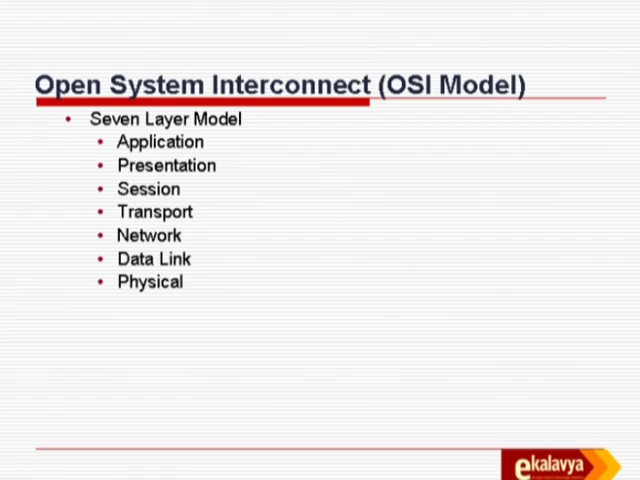 Open System Interconnect (OSI Model)
• Seven Layer Model
• Application
• Presentation
• Session
• Transport
• Network
• Data Link
• Physical
ekalavya